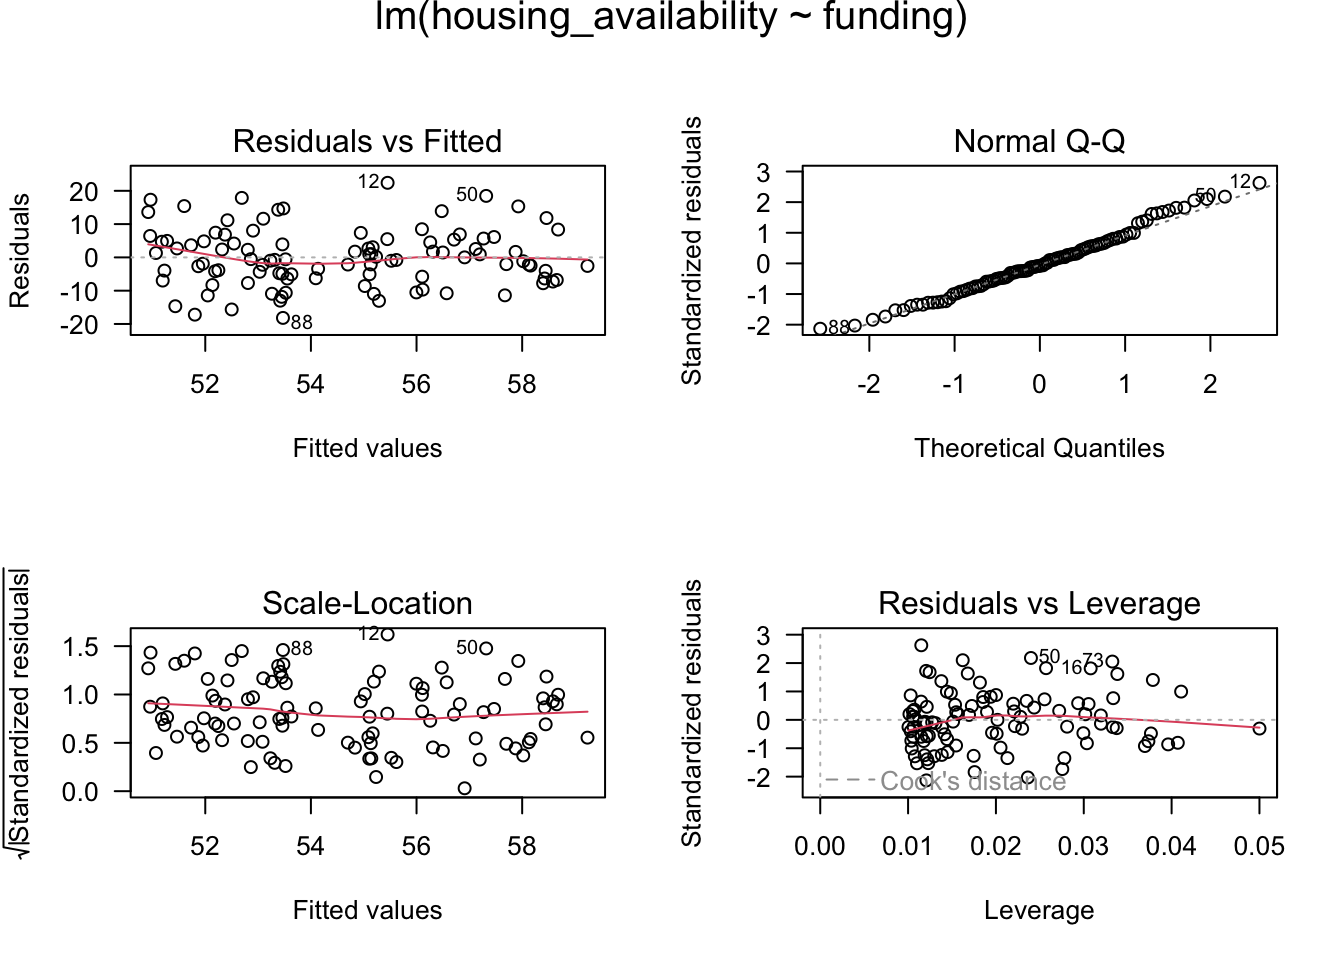 lm(housing_availability ~ funding)
Residuals vs Fitted
Residuals
20
10
0
-10
-20
12
50
88
52 54 56 58
Fitted values
Normal Q-Q
Standardized residuals
3
2
1
0
-1
-2
50
12
88
-2 -1 0 1 2
Theoretical Quantiles
Scale-Location
√|Standardized residuals|
1.5
1.0
0.5
0.0
88
12
50
52 54 56 58
Fitted values
Residuals vs Leverage
Standardized residuals
3
2
1
0
-1
-2
50
16
73
Cook's distance
0.00 0.01 0.02 0.03 0.04 0.05
Leverage